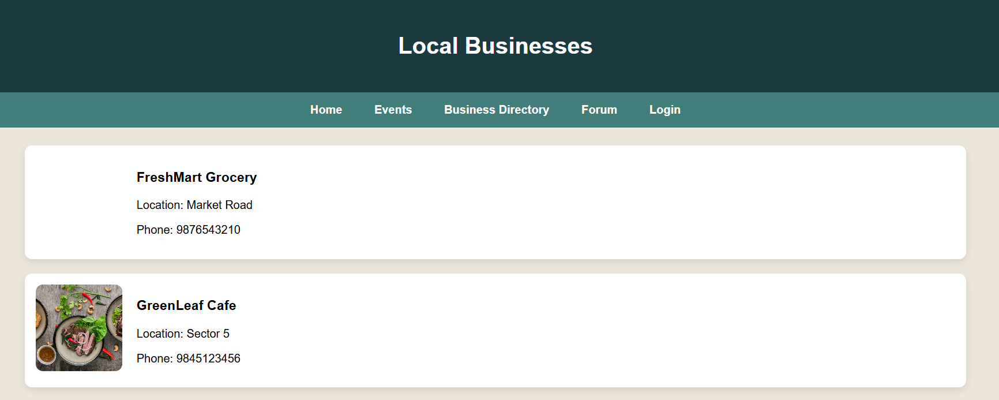 Local Businesses
Home Events Business Directory Forum Login
FreshMart Grocery
Location: Market Road
Phone: 9876543210
GreenLeaf Cafe
Location: Sector 5
Phone: 9845123456